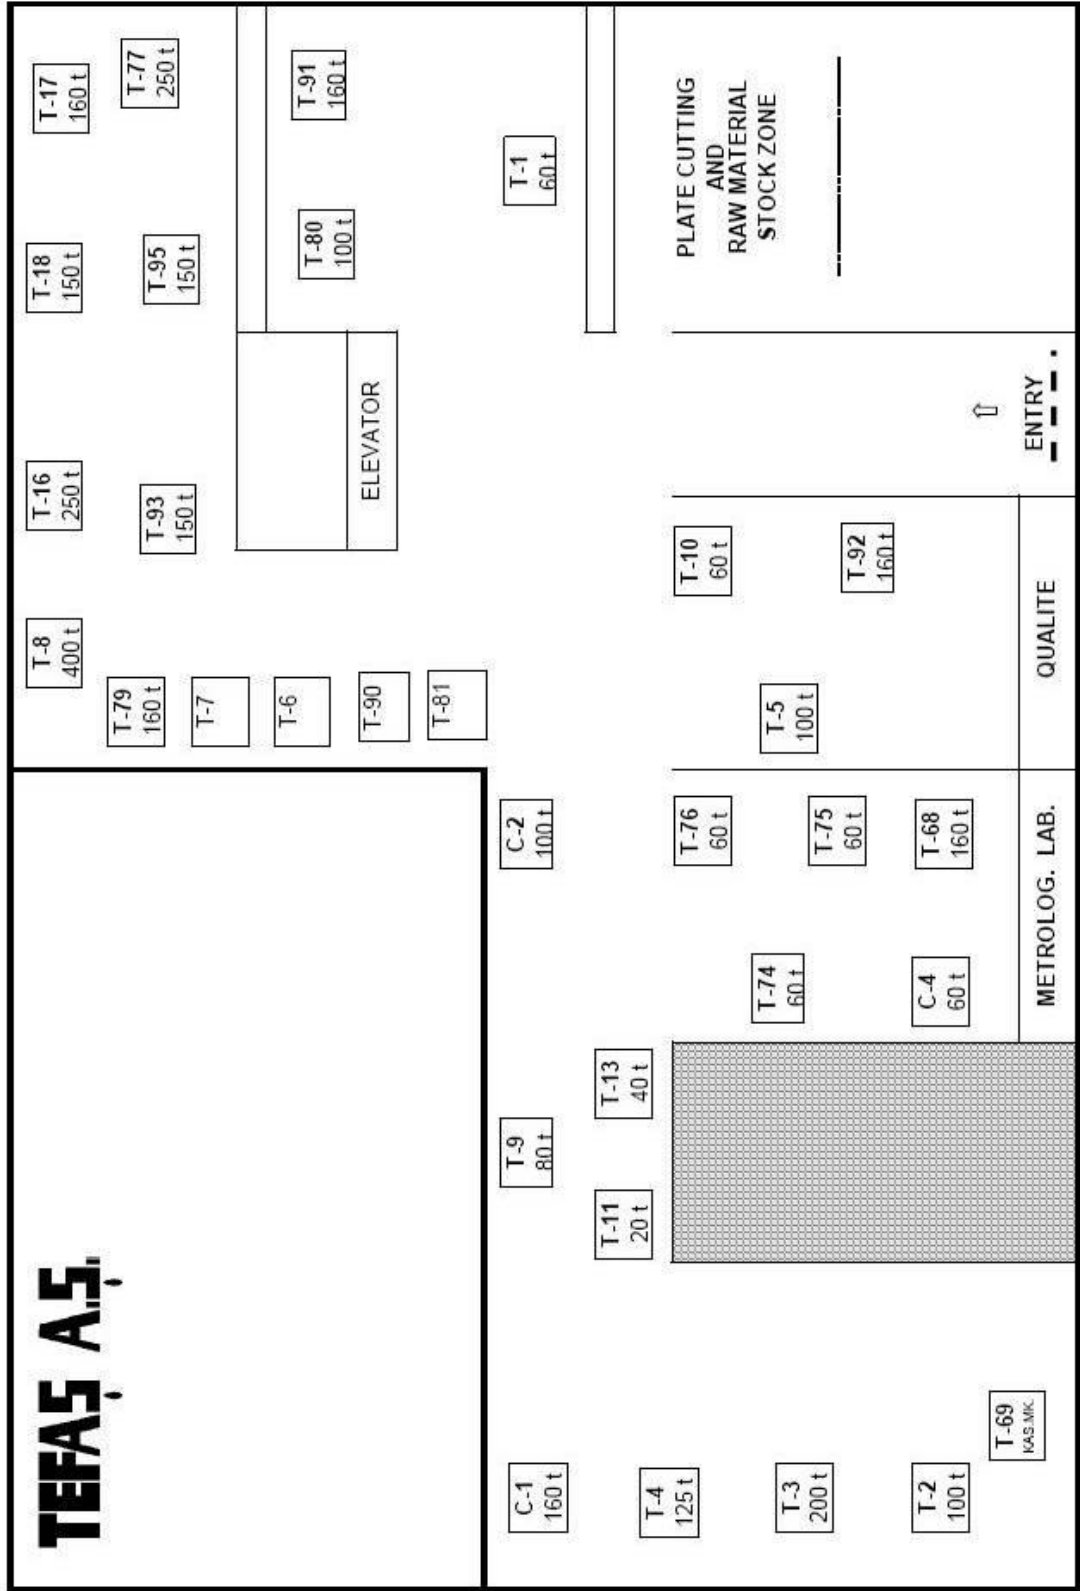 TEFAŞ A.Ş.
C-1
160 t
T-4
125 t
T-3
200 t
T-2
100 t
T-69
KAS.MK.
T-11
20 t
T-9
80 t
T-13
40 t
T-74
60 t
C-4
60 t
C-2
100 t
T-76
60 t
T-75
60 t
T-68
160 t
METROLOG. LAB.
T-8
400 t
T-79
160 t
T-7
T-6
T-90
T-81
T-5
100 t
T-10
60 t
T-92
160 t
QUALITE
T-16
250 t
T-93
150 t
ELEVATOR
⇧
ENTRY
T-18
150 t
T-95
150 t
T-80
100 t
T-17
160 t
T-77
250 t
T-91
160 t
T-1
60 t
PLATE CUTTING
AND
RAW MATERIAL
STOCK ZONE